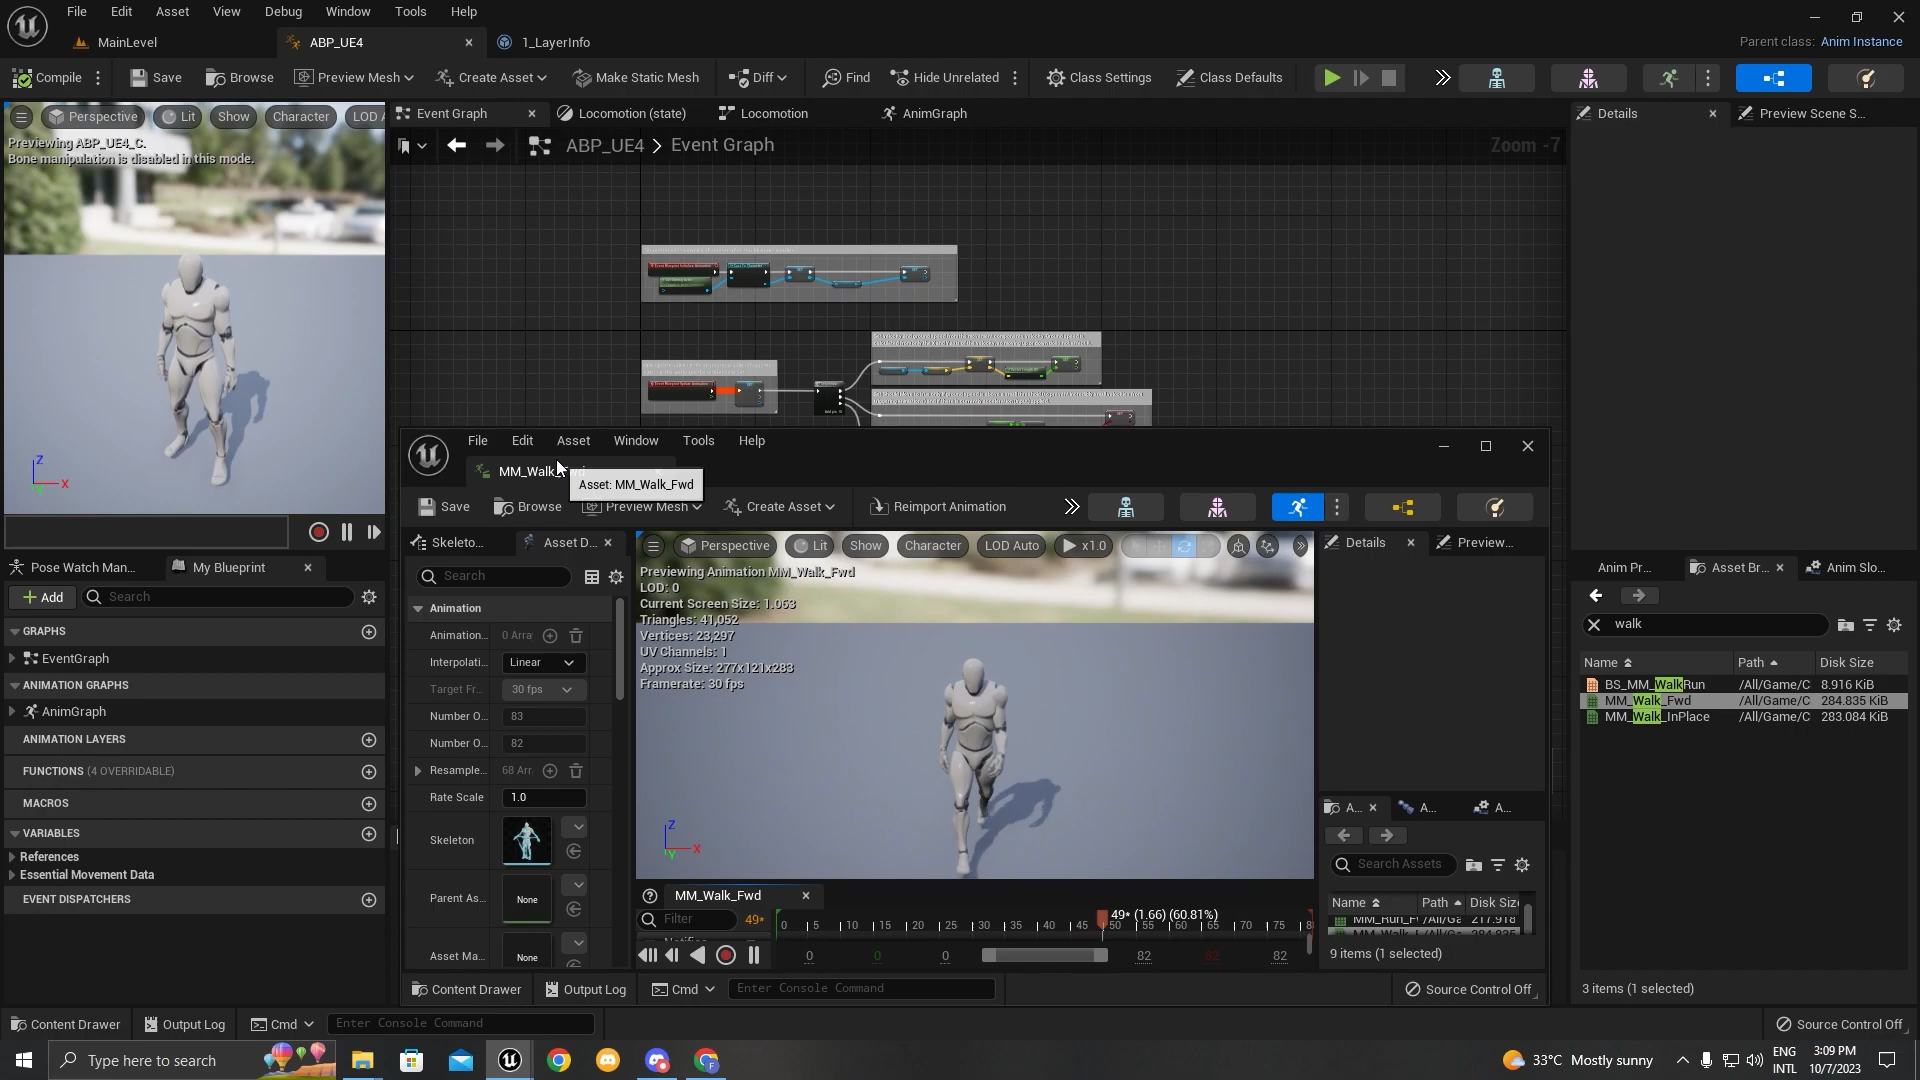 File Edit Asset View Debug Window Tools Help
MainLevel
ABP_UE4
1_LayerInfo
Parent class: Anim Instance
Compile
Save
Browse
Preview Mesh
Create Asset
Make Static Mesh
Diff
Find
Hide Unrelated
Class Settings
Class Defaults
Perspective
Lit
Show
Character
LOD A
Previewing ABP_UE4_C.
Bone manipulation is disabled in this mode.
Z
X
Y
Event Graph
Locomotion (state)
Locomotion
AnimGraph
ABP_UE4 > Event Graph
Zoom -7
Details
Preview Scene S...
Pose Watch Man...
My Blueprint
Add
Search
GRAPHS
EventGraph
ANIMATION GRAPHS
AnimGraph
ANIMATION LAYERS
FUNCTIONS (4 OVERRIDABLE)
MACROS
VARIABLES
References
Essential Movement Data
EVENT DISPATCHERS
File Edit Asset Window Tools Help
MM_Walk_Fwd
Asset: MM_Walk_Fwd
Save
Browse
Preview Mesh
Create Asset
Reimport Animation
Skeleto...
Asset D...
Search
Animation
Animation... 0 Arra
Interpolati... Linear
Target Fr... 30 fps
Number O... 83
Number O... 82
Resample... 68 Arr
Rate Scale 1.0
Skeleton
Parent As... None
Asset Ma... None
Perspective
Lit
Show
Character
LOD Auto
x1.0
Previewing Animation MM_Walk_Fwd
LOD: 0
Current Screen Size: 1.063
Triangles: 41,052
Vertices: 23,297
UV Channels: 1
Approx Size: 277x121x283
Framerate: 30 fps
Z
X
Y
MM_Walk_Fwd
Filter
49*
49* (1.66) (60.81%)
0 5 10 15 20 25 30 35 40 45 50 55 60 65 70 75 8
0 0 0 82 82 82
Details
Preview...
A...
A...
A...
Search Assets
Name Path Disk Size
9 items (1 selected)
Content Drawer
Output Log
Cmd
Enter Console Command
Source Control Off
Anim Pr...
Asset Br...
Anim Slo...
walk
Name Path Disk Size
BS_MM_WalkRun /All/Game/C 8.916 KiB
MM_Walk_Fwd /All/Game/C 284.835 KiB
MM_Walk_InPlace /All/Game/C 283.084 KiB
3 items (1 selected)
Content Drawer
Output Log
Cmd
Enter Console Command
Source Control Off
Type here to search
33°C Mostly sunny
ENG
INTL
3:09 PM
10/7/2023